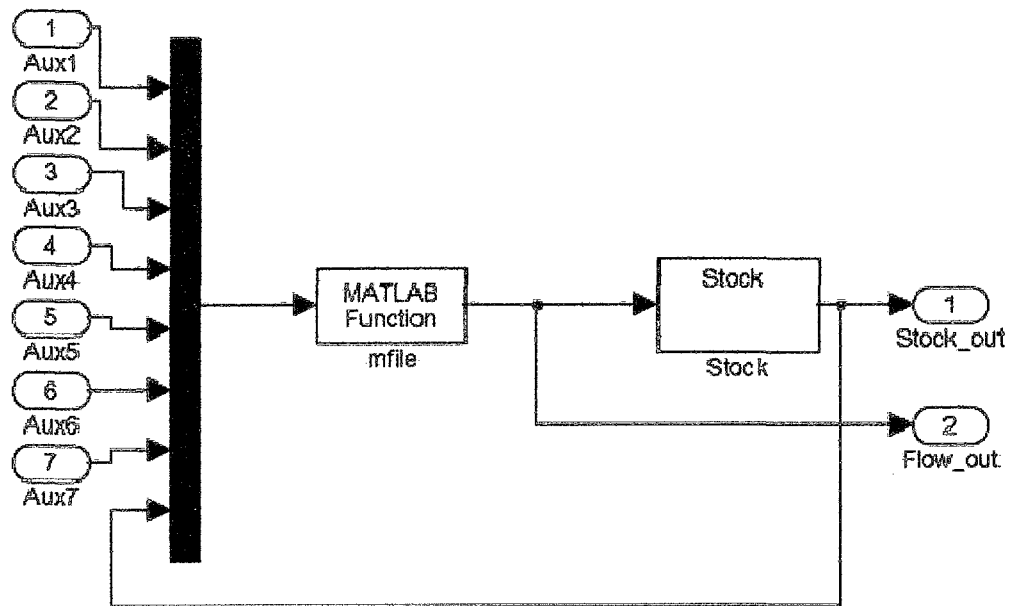 1
Aux1
2
Aux2
3
Aux3
4
Aux4
5
Aux5
6
Aux6
7
Aux7
MATLAB
Function
mfile
Stock
Stock
1
Stock_out
2
Flow_out